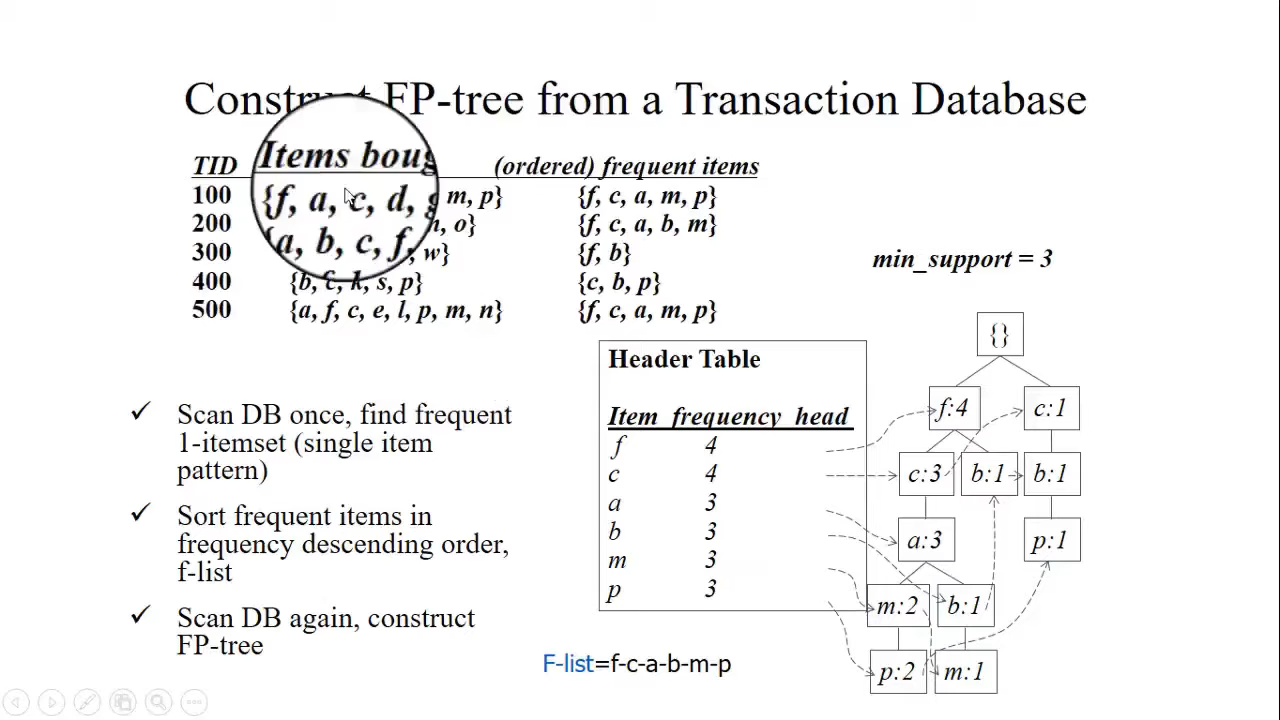 Construct FP-tree from a Transaction Database
TID Items boug (ordered) frequent items
100 {f, a, c, d, g m, p} {f, c, a, m, p}
200 {a, b, c, f, o} {f, c, a, b, m}
300 w} {f, b}
400 {b, c, k, s, p} {c, b, p}
500 {a, f, c, e, l, p, m, n} {f, c, a, m, p}
min_support = 3
Header Table
Item frequency head
f 4
c 4
a 3
b 3
m 3
p 3
{}
f:4 c:1
c:3 b:1 b:1
a:3 p:1
m:2 b:1
p:2 m:1
✓ Scan DB once, find frequent
1-itemset (single item
pattern)
✓ Sort frequent items in
frequency descending order,
f-list
✓ Scan DB again, construct
FP-tree
F-list=f-c-a-b-m-p